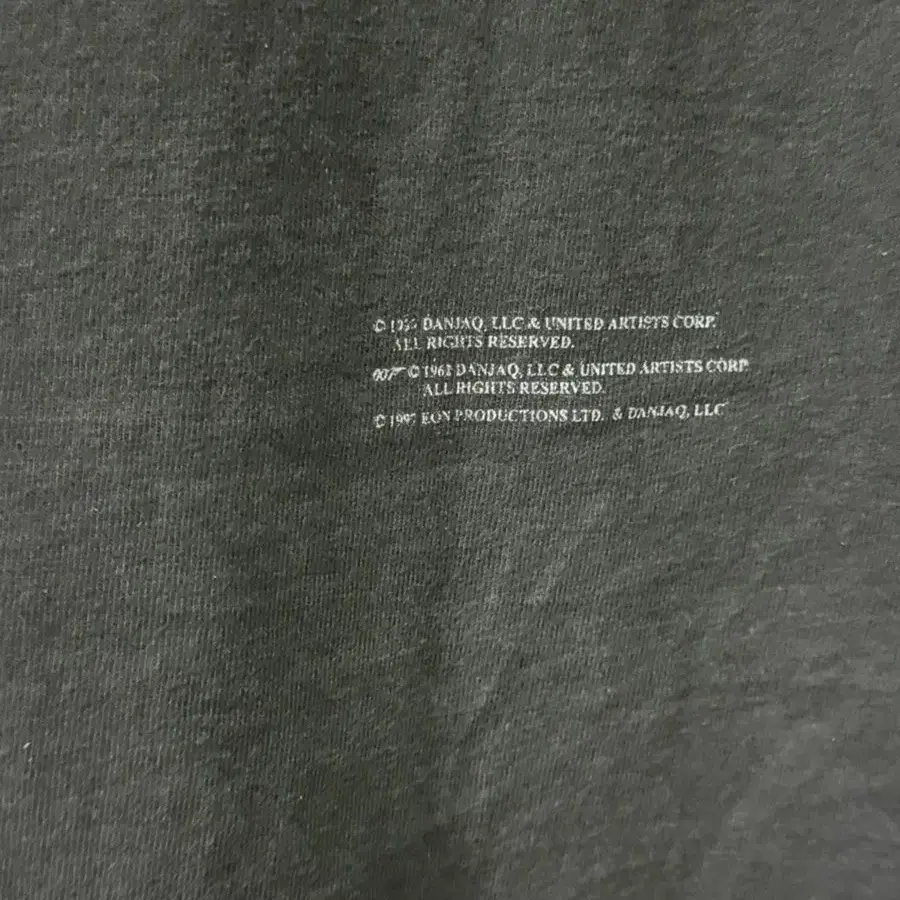 © DANJAQ, LLC & UNITED ARTISTS CORP.
ALL RIGHTS RESERVED.
007 © 1962 DANJAQ, LLC & UNITED ARTISTS CORP.
ALL RIGHTS RESERVED.
© 1997 EON PRODUCTIONS LTD. & DANJAQ, LLC